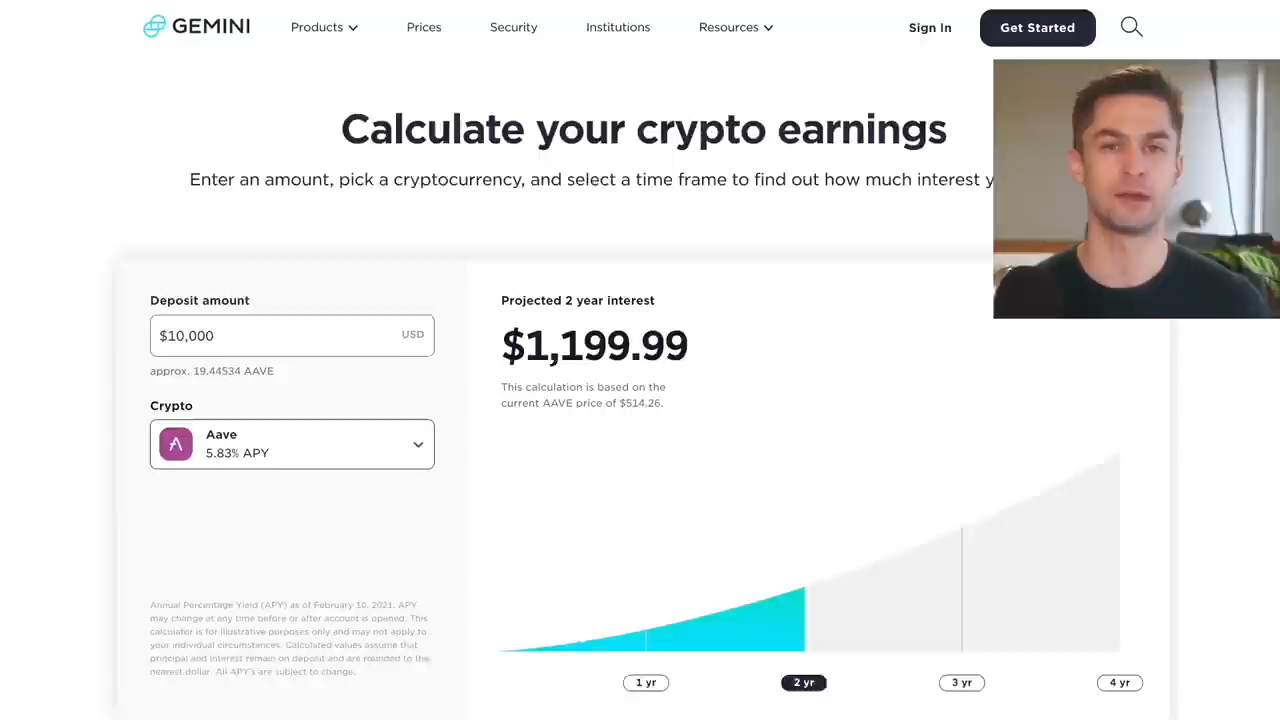 GEMINI Products Prices Security Institutions Resources Sign In Get Started
Calculate your crypto earnings
Enter an amount, pick a cryptocurrency, and select a time frame to find out how much interest y
Deposit amount
$10,000 USD
approx. 19.44534 AAVE
Crypto
Aave
5.83% APY
Annual Percentage Yield (APY) as of February 10, 2021. APY
may change at any time before or after account is opened. This
calculator is for illustrative purposes only and may not apply to
your individual circumstances. Calculated values assume that
principal and interest remain on deposit and are rounded to the
nearest dollar. All APY's are subject to change.
Projected 2 year interest
$1,199.99
This calculation is based on the
current AAVE price of $514.26.
1 yr 2 yr 3 yr 4 yr